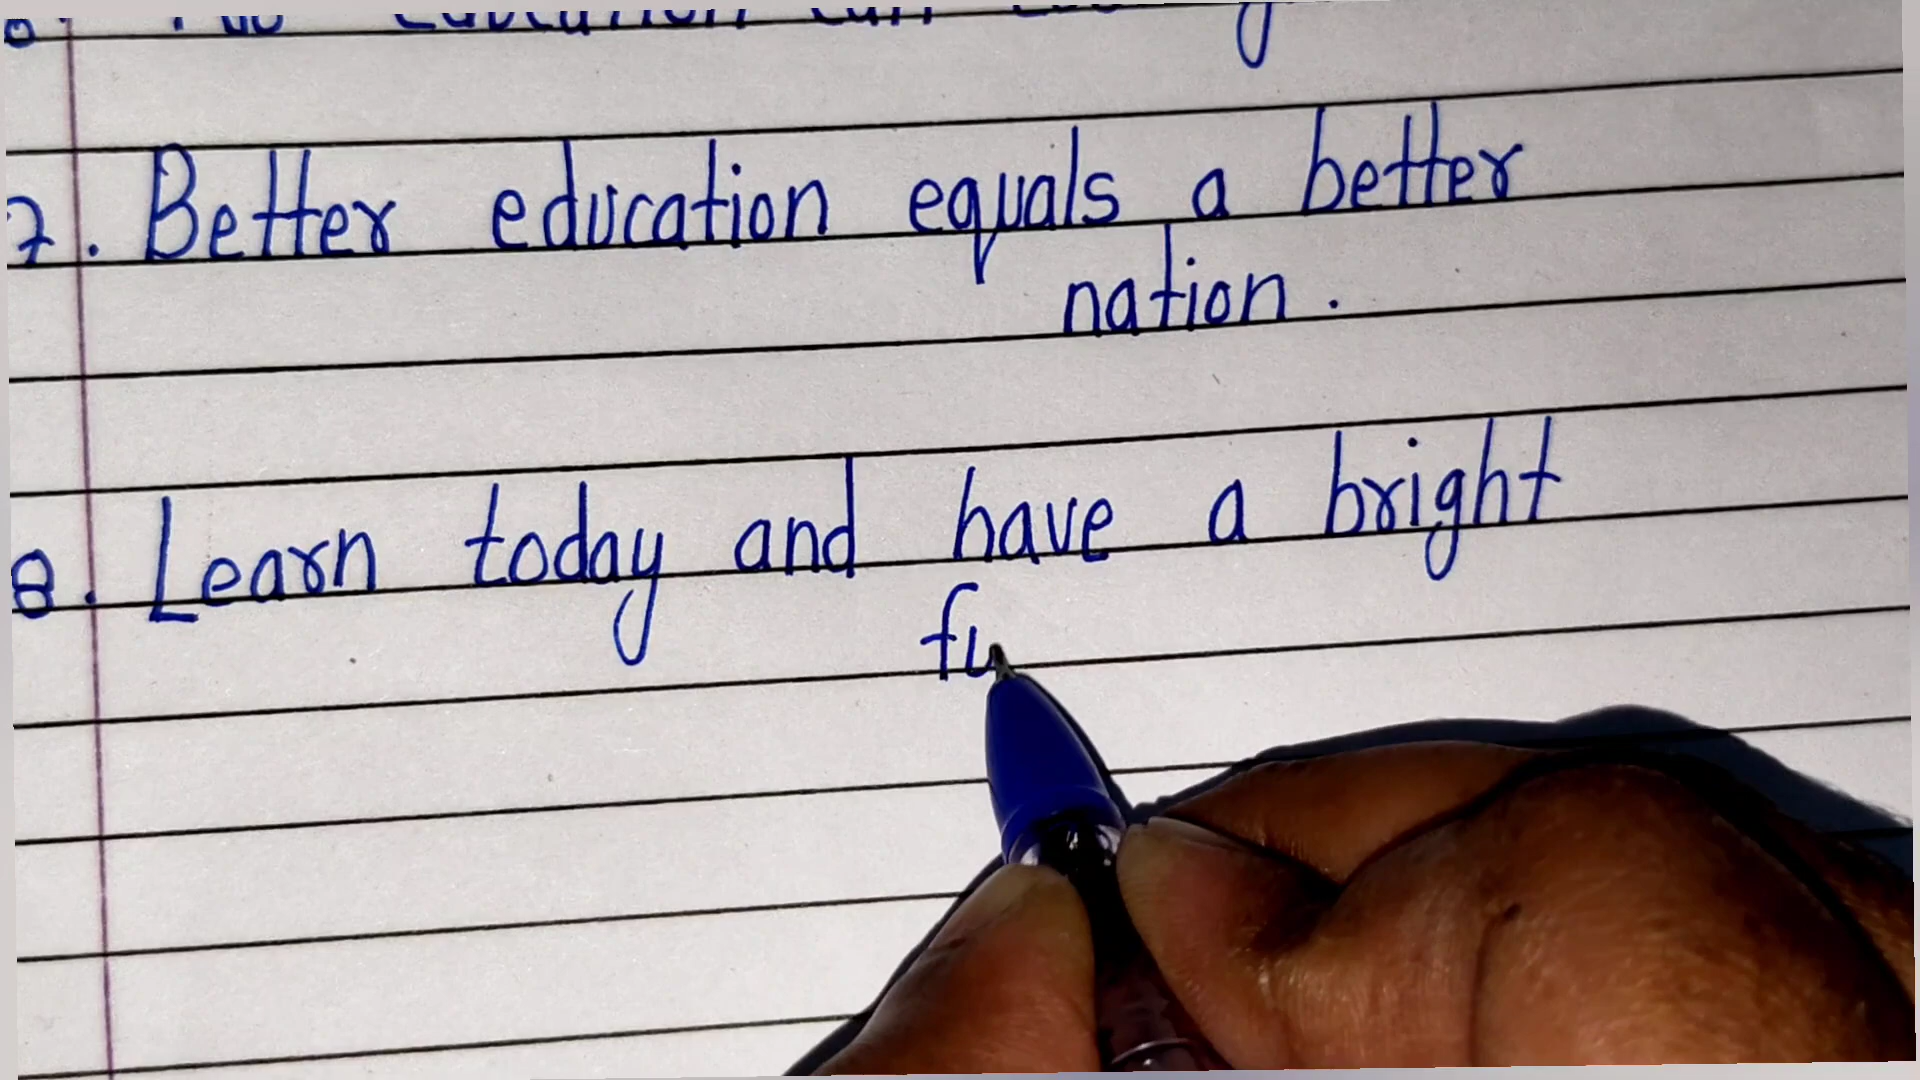 7. Better education equals a better
nation.
8. Learn today and have a bright
fu